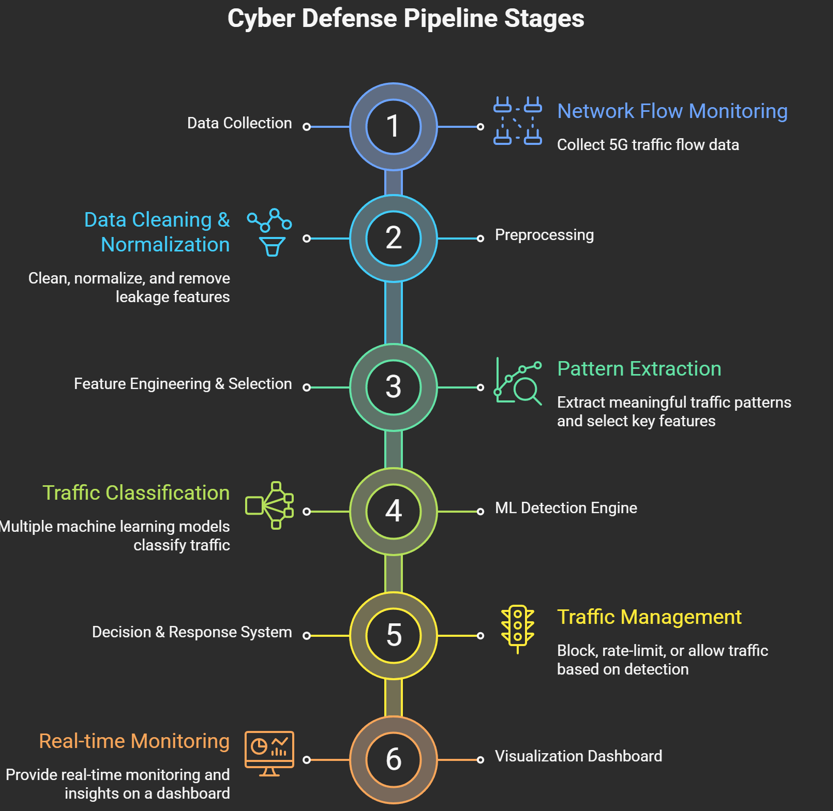 Cyber Defense Pipeline Stages
Data Collection
1
Network Flow Monitoring
Collect 5G traffic flow data
Data Cleaning &
Normalization
Clean, normalize, and remove
leakage features
2
Preprocessing
Feature Engineering & Selection
3
Pattern Extraction
Extract meaningful traffic patterns
and select key features
Traffic Classification
Multiple machine learning models
classify traffic
4
ML Detection Engine
Decision & Response System
5
Traffic Management
Block, rate-limit, or allow traffic
based on detection
Real-time Monitoring
Provide real-time monitoring and
insights on a dashboard
6
Visualization Dashboard